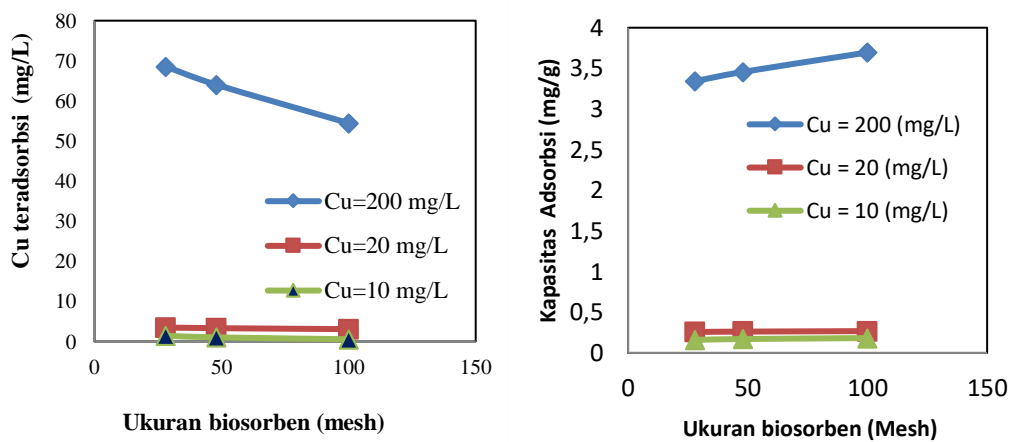 80
70
60
50
40
30
20
10
0
0
50
100
150
Cu teradsorbsi (mg/L)
Ukuran biosorben (mesh)
Cu=200 mg/L
Cu=20 mg/L
Cu=10 mg/L
4
3,5
3
2,5
2
1,5
1
0,5
0
0
50
100
150
Kapasitas Adsorbsi (mg/g)
Ukuran biosorben (Mesh)
Cu = 200 (mg/L)
Cu = 20 (mg/L)
Cu = 10 (mg/L)